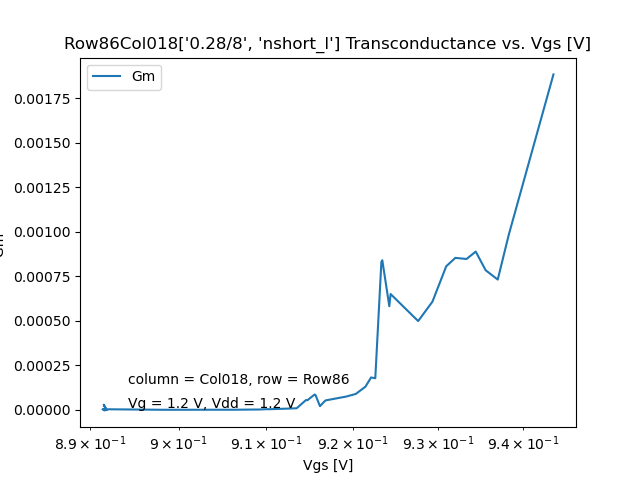 Row86Col018['0.28/8', 'nshort_l'] Transconductance vs. Vgs [V]
Gm
0.00175
0.00150
0.00125
0.00100
0.00075
0.00050
0.00025
0.00000
Gm
column = Col018, row = Row86
Vg = 1.2 V, Vdd = 1.2 V
8.9 × 10⁻¹ 9 × 10⁻¹ 9.1 × 10⁻¹ 9.2 × 10⁻¹ 9.3 × 10⁻¹ 9.4 × 10⁻¹
Vgs [V]